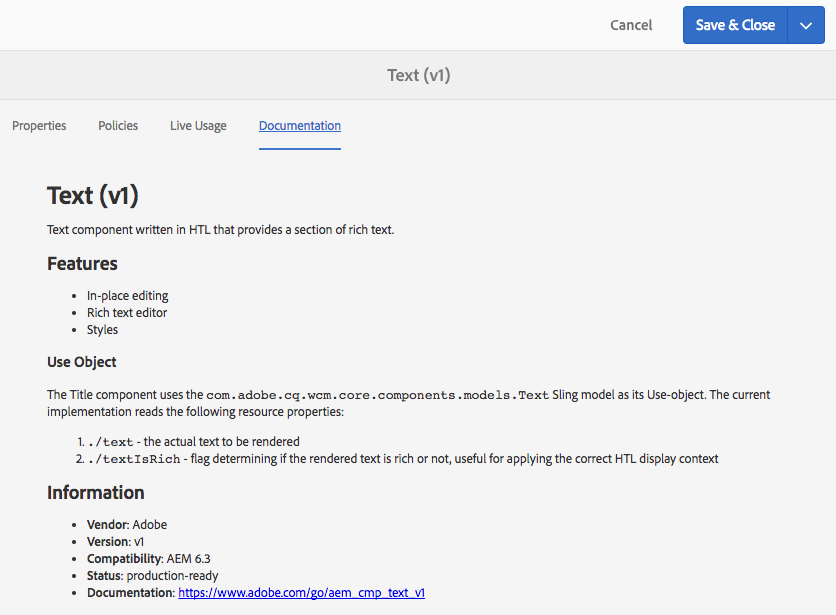 Cancel
Save & Close
Text (v1)
Properties Policies Live Usage Documentation
Text (v1)
Text component written in HTL that provides a section of rich text.
Features
• In-place editing
• Rich text editor
• Styles
Use Object
The Title component uses the com.adobe.cq.wcm.core.components.models.Text Sling model as its Use-object. The current
implementation reads the following resource properties:
1. ./text - the actual text to be rendered
2. ./textIsRich - flag determining if the rendered text is rich or not, useful for applying the correct HTL display context
Information
• Vendor: Adobe
• Version: v1
• Compatibility: AEM 6.3
• Status: production-ready
• Documentation: https://www.adobe.com/go/aem_cmp_text_v1